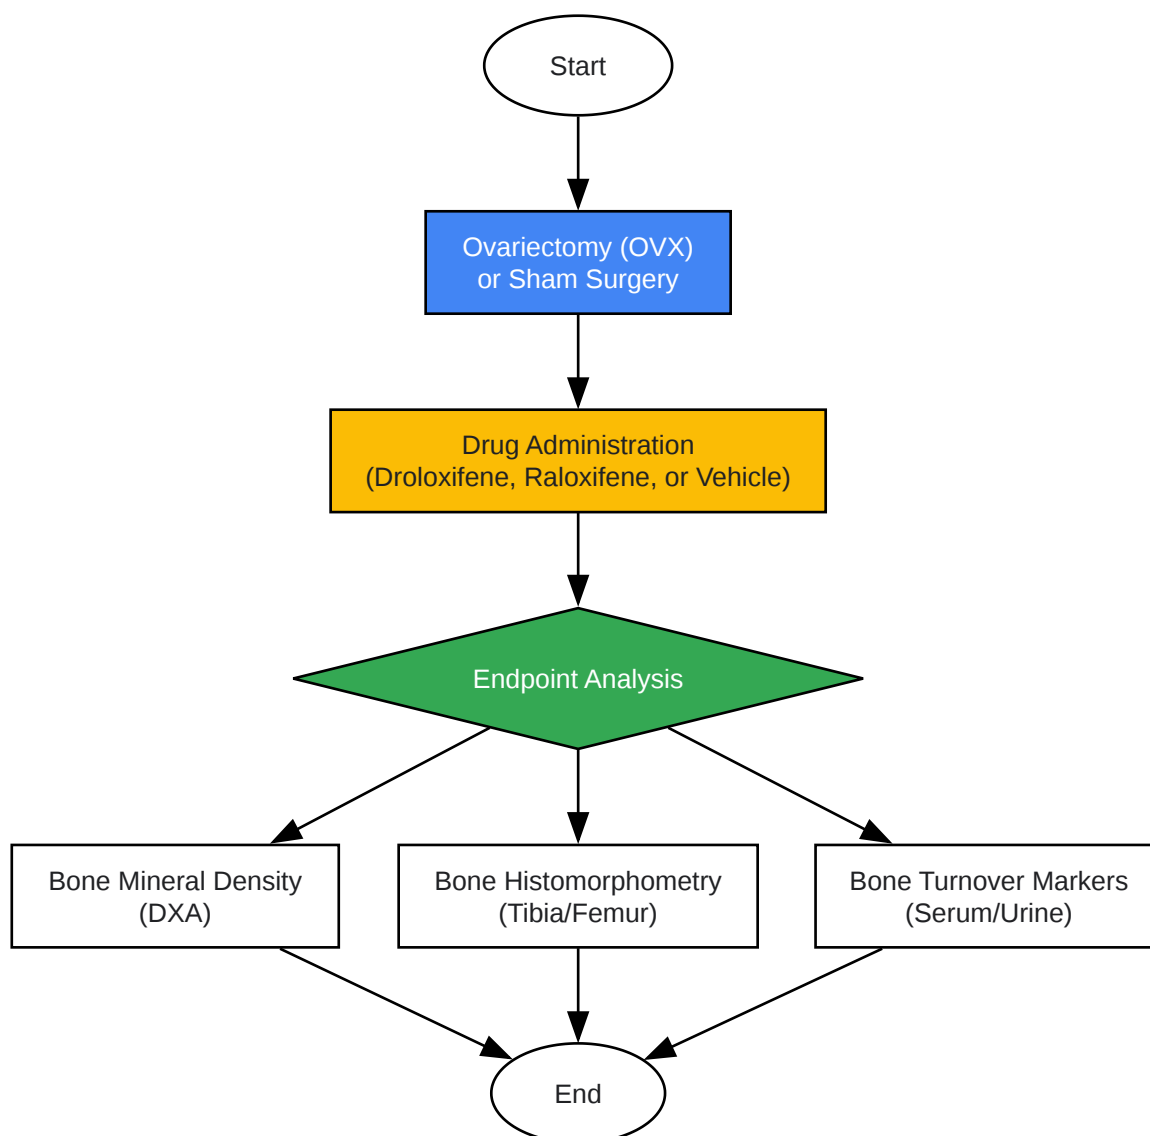 Start
Ovariectomy (OVX)
or Sham Surgery
Drug Administration
(Droloxifene, Raloxifene, or Vehicle)
Endpoint Analysis
Bone Mineral Density
(DXA)
Bone Histomorphometry
(Tibia/Femur)
Bone Turnover Markers
(Serum/Urine)
End